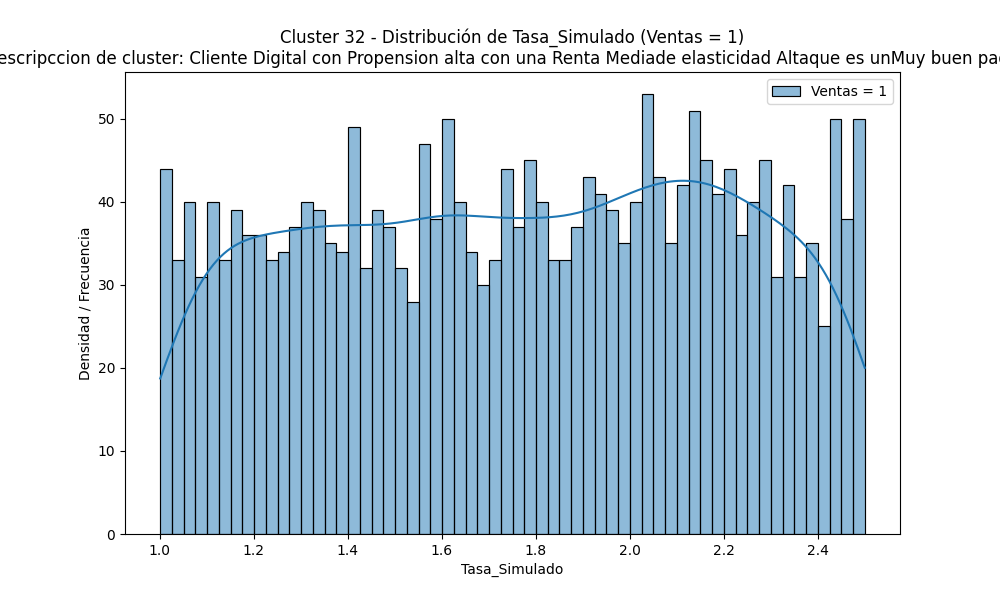 Cluster 32 - Distribución de Tasa_Simulado (Ventas = 1)
escripccion de cluster: Cliente Digital con Propension alta con una Renta Mediade elasticidad Altaque es unMuy buen pa
Ventas = 1
Densidad / Frecuencia
50
40
30
20
10
0
1.0 1.2 1.4 1.6 1.8 2.0 2.2 2.4
Tasa_Simulado